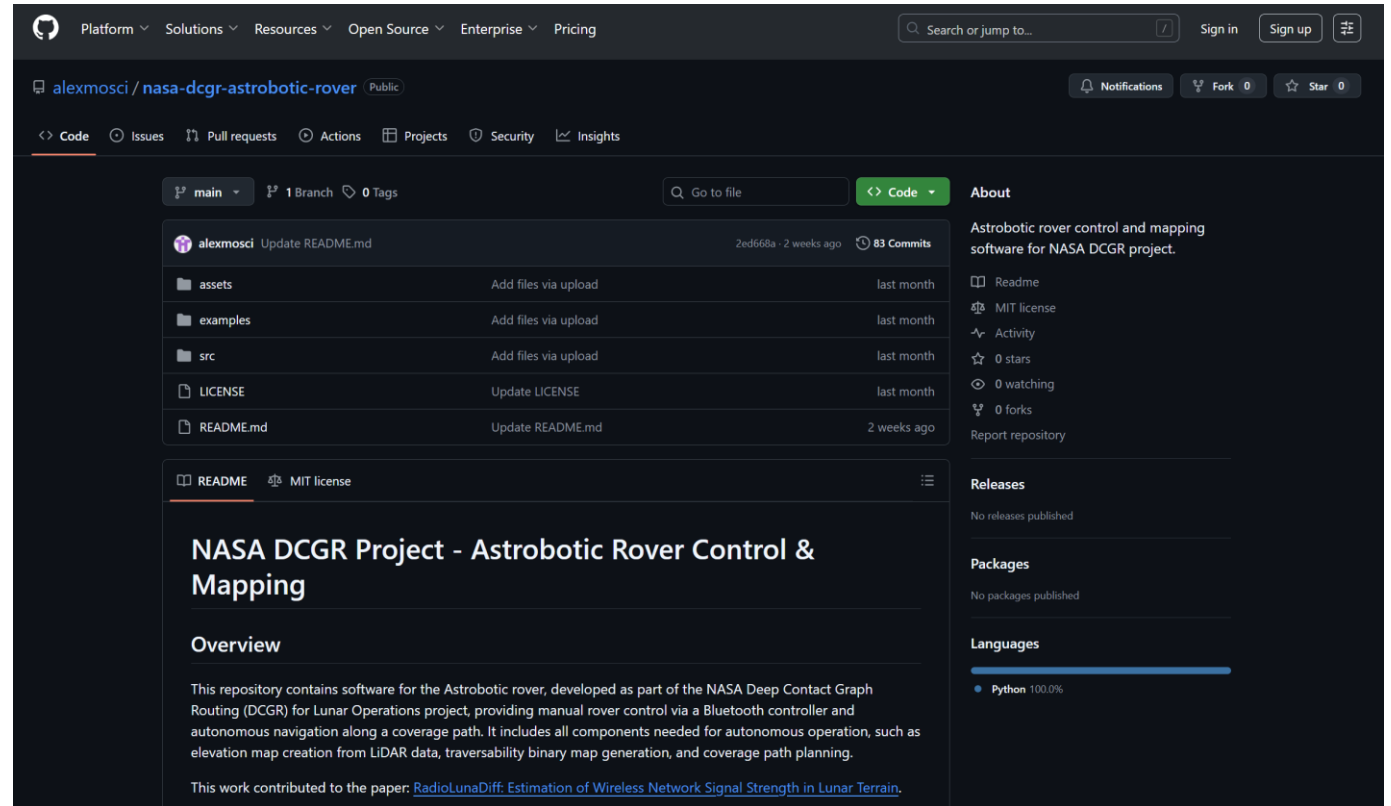 Platform Solutions Resources Open Source Enterprise Pricing Search or jump to... / Sign in Sign up
alexmosci / nasa-dcgr-astrobotic-rover Public Notifications Fork 0 Star 0
Code Issues Pull requests Actions Projects Security Insights
main 1 Branch 0 Tags Go to file Code
alexmosci Update README.md 2ed668a · 2 weeks ago 83 Commits
assets Add files via upload last month
examples Add files via upload last month
src Add files via upload last month
LICENSE Update LICENSE last month
README.md Update README.md 2 weeks ago
README MIT license
NASA DCGR Project - Astrobotic Rover Control &
Mapping
Overview
This repository contains software for the Astrobotic rover, developed as part of the NASA Deep Contact Graph
Routing (DCGR) for Lunar Operations project, providing manual rover control via a Bluetooth controller and
autonomous navigation along a coverage path. It includes all components needed for autonomous operation, such as
elevation map creation from LiDAR data, traversability binary map generation, and coverage path planning.
This work contributed to the paper: RadioLunaDiff: Estimation of Wireless Network Signal Strength in Lunar Terrain.
About
Astrobotic rover control and mapping
software for NASA DCGR project.
Readme
MIT license
Activity
0 stars
0 watching
0 forks
Report repository
Releases
No releases published
Packages
No packages published
Languages
Python 100.0%